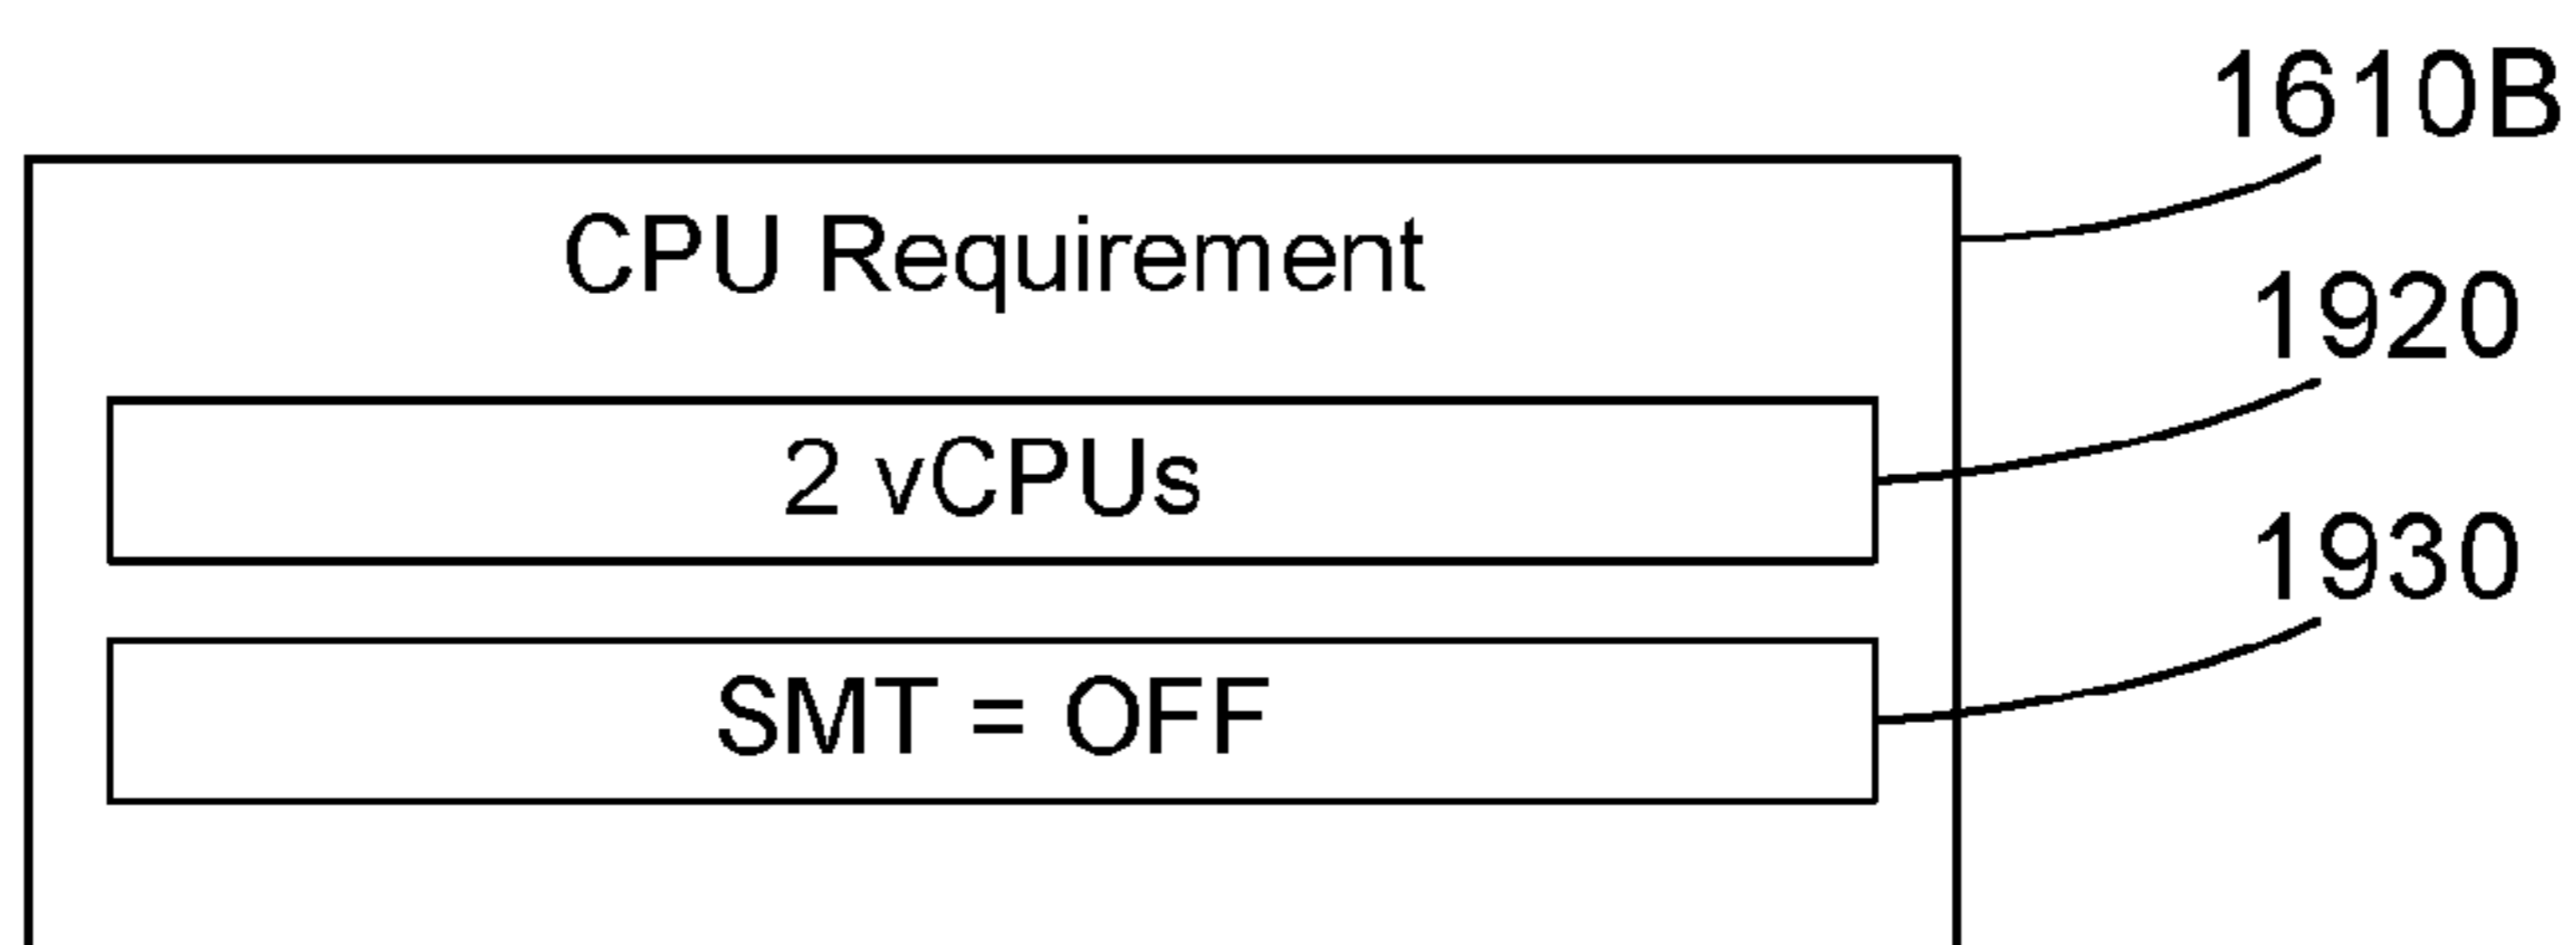 1610B
CPU Requirement
1920
2 vCPUs
1930
SMT = OFF